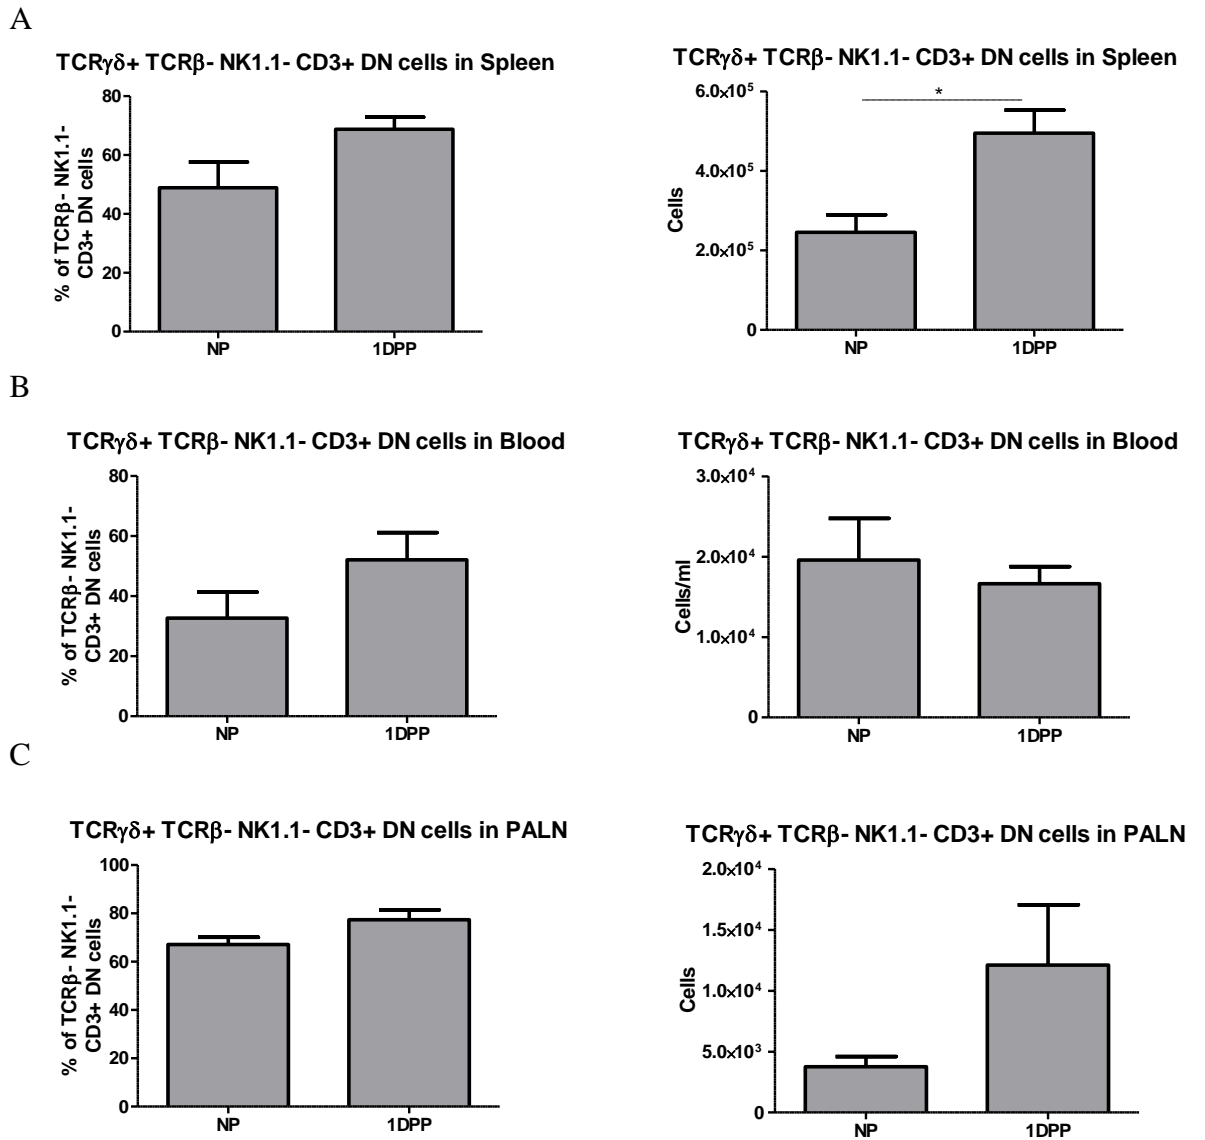 A
TCRγδ+ TCRβ- NK1.1- CD3+ DN cells in Spleen
% of TCRβ- NK1.1-
CD3+ DN cells
80
60
40
20
0
NP
1DPP
TCRγδ+ TCRβ- NK1.1- CD3+ DN cells in Spleen
Cells
6.0×10⁵
4.0×10⁵
2.0×10⁵
0
*
NP
1DPP
B
TCRγδ+ TCRβ- NK1.1- CD3+ DN cells in Blood
% of TCRβ- NK1.1-
CD3+ DN cells
80
60
40
20
0
NP
1DPP
TCRγδ+ TCRβ- NK1.1- CD3+ DN cells in Blood
Cells/ml
3.0×10⁴
2.0×10⁴
1.0×10⁴
0
NP
1DPP
C
TCRγδ+ TCRβ- NK1.1- CD3+ DN cells in PALN
% of TCRβ- NK1.1-
CD3+ DN cells
100
80
60
40
20
0
NP
1DPP
TCRγδ+ TCRβ- NK1.1- CD3+ DN cells in PALN
Cells
2.0×10⁴
1.5×10⁴
1.0×10⁴
5.0×10³
0
NP
1DPP